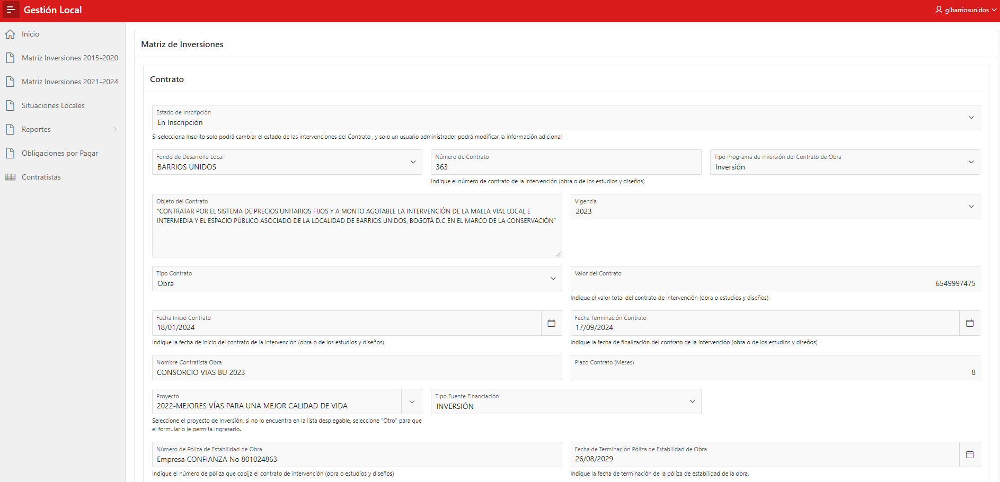 Gestión Local
glbarriosunidos
Inicio
Matriz Inversiones 2015-2020
Matriz Inversiones 2021-2024
Situaciones Locales
Reportes
Obligaciones por Pagar
Contratistas
Matriz de Inversiones
Contrato
Estado de Inscripción
En Inscripción
Si selecciona Inscrito solo podrá cambiar el estado de las intervenciones del Contrato , y solo un usuario administrador podrá modificar la información adicional
Fondo de Desarrollo Local
BARRIOS UNIDOS
Número de Contrato
363
Indique el número de contrato de la intervención (obra o de los estudios y diseños)
Tipo Programa de inversión del Contrato de Obra
Inversión
Objeto del Contrato
“CONTRATAR POR EL SISTEMA DE PRECIOS UNITARIOS FIJOS Y A MONTO AGOTABLE LA INTERVENCIÓN DE LA MALLA VIAL LOCAL E
INTERMEDIA Y EL ESPACIO PÚBLICO ASOCIADO DE LA LOCALIDAD DE BARRIOS UNIDOS, BOGOTÁ D.C EN EL MARCO DE LA CONSERVACIÓN”
Vigencia
2023
Tipo Contrato
Obra
Valor del Contrato
6549997475
Indique el valor total del contrato de intervención (obra o estudios y diseños)
Fecha Inicio Contrato
18/01/2024
Indique la fecha de inicio del contrato de la intervención (obra o de los estudios y diseños)
Fecha Terminación Contrato
17/09/2024
Indique la fecha de finalización del contrato de la intervención (obra o de los estudios y diseños)
Nombre Contratista Obra
CONSORCIO VIAS BU 2023
Plazo Contrato (Meses)
8
Proyecto
2022-MEJORES VÍAS PARA UNA MEJOR CALIDAD DE VIDA
Seleccione el proyecto de Inversión, si no lo encuentra en la lista desplegable, seleccione "Otro" para que
el formulario le permita ingresarlo.
Tipo Fuente Financiación
INVERSIÓN
Número de Póliza de Estabilidad de Obra
Empresa CONFIANZA No 801024863
Indique el número de póliza que cobija el contrato de intervención (obra o estudios y diseños)
Fecha de Terminación Póliza de Estabilidad de Obra
26/08/2029
Indique la fecha de terminación de la póliza de estabilidad de la obra.